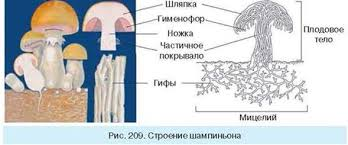 Шляпка
Гименофор
Ножка
Частичное
покрывало
Гифы
Плодовое
тело
Мицелий
Рис. 209. Строение шампиньона